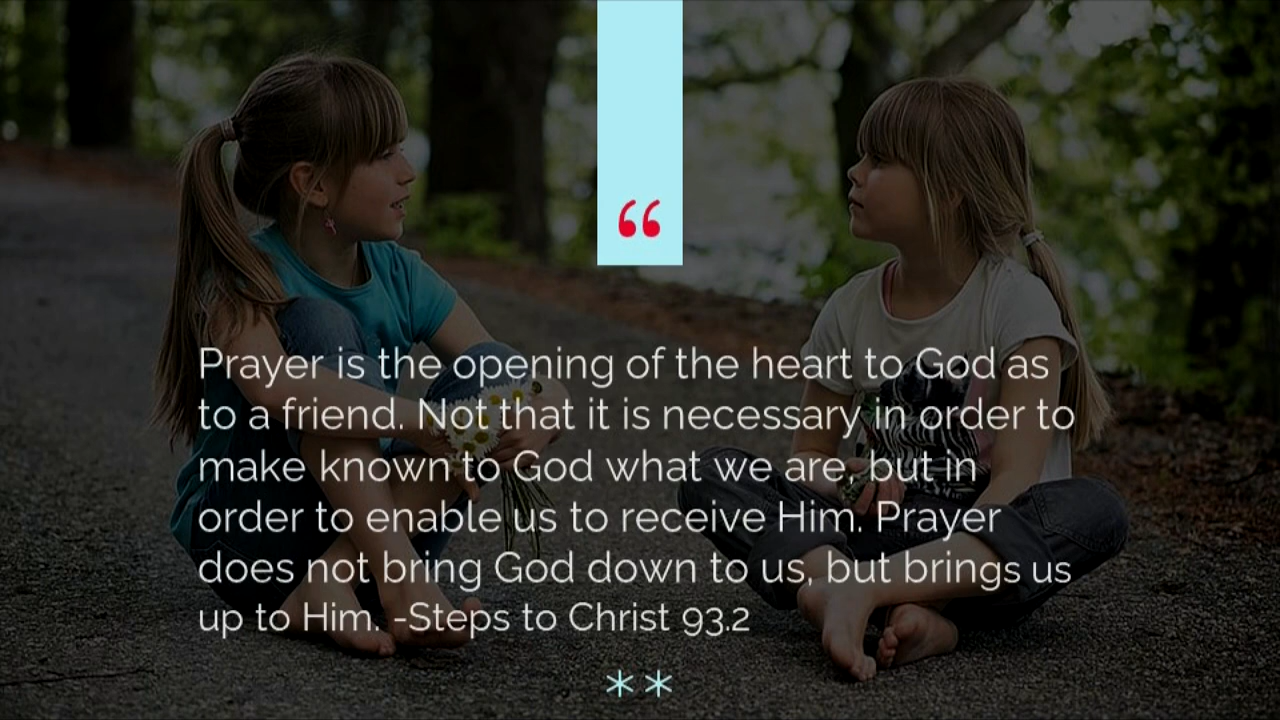 “
Prayer is the opening of the heart to God as
to a friend. Not that it is necessary in order to
make known to God what we are, but in
order to enable us to receive Him. Prayer
does not bring God down to us, but brings us
up to Him. -Steps to Christ 93.2
**